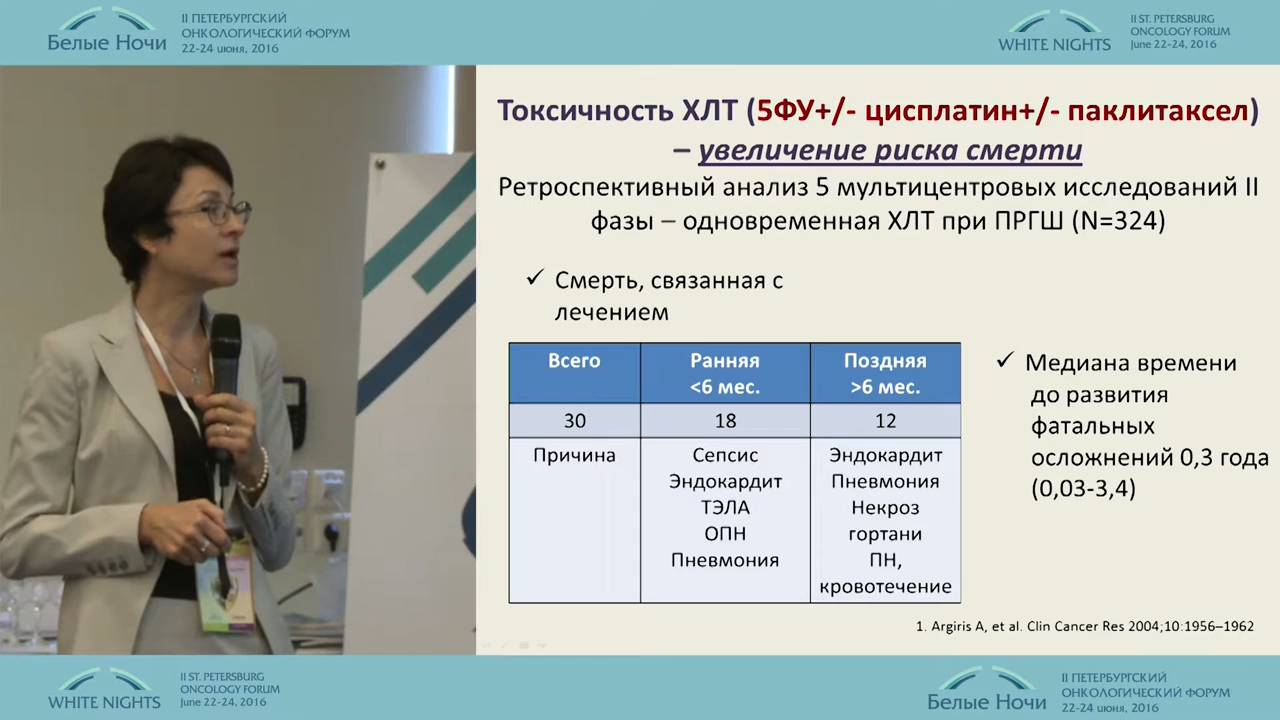 Белые Ночи
II ПЕТЕРБУРГСКИЙ
ОНКОЛОГИЧЕСКИЙ ФОРУМ
22-24 июня, 2016
WHITE NIGHTS
II ST. PETERSBURG
ONCOLOGY FORUM
June 22-24, 2016
Токсичность ХЛТ (5ФУ+/- цисплатин+/- паклитаксел)
– увеличение риска смерти
Ретроспективный анализ 5 мультицентровых исследований II
фазы – одновременная ХЛТ при ПРГШ (N=324)
✓ Смерть, связанная с
лечением
Всего
Ранняя
<6 мес.
Поздняя
>6 мес.
30
18
12
Причина
Сепсис
Эндокардит
ТЭЛА
ОПН
Пневмония
Эндокардит
Пневмония
Некроз
гортани
ПН,
кровотечение
✓ Медиана времени
до развития
фатальных
осложнений 0,3 года
(0,03-3,4)
1. Argiris A, et al. Clin Cancer Res 2004;10:1956–1962
WHITE NIGHTS
II ST. PETERSBURG
ONCOLOGY FORUM
June 22-24, 2016
Белые Ночи
II ПЕТЕРБУРГСКИЙ
ОНКОЛОГИЧЕСКИЙ ФОРУМ
22-24 июня, 2016